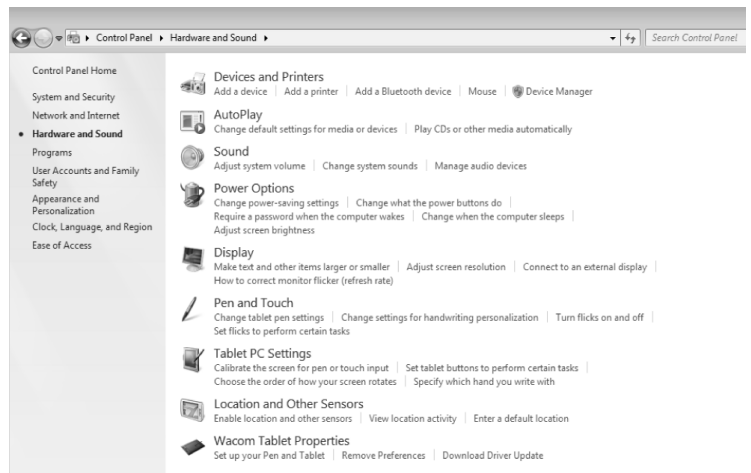 Control Panel Hardware and Sound Search Control Panel
Control Panel Home
System and Security
Network and Internet
Hardware and Sound
Programs
User Accounts and Family
Safety
Appearance and
Personalization
Clock, Language, and Region
Ease of Access
Devices and Printers
Add a device Add a printer Add a Bluetooth device Mouse Device Manager
AutoPlay
Change default settings for media or devices Play CDs or other media automatically
Sound
Adjust system volume Change system sounds Manage audio devices
Power Options
Change power-saving settings Change what the power buttons do
Require a password when the computer wakes Change when the computer sleeps
Adjust screen brightness
Display
Make text and other items larger or smaller Adjust screen resolution Connect to an external display
How to correct monitor flicker (refresh rate)
Pen and Touch
Change tablet pen settings Change settings for handwriting personalization Turn flicks on and off
Set flicks to perform certain tasks
Tablet PC Settings
Calibrate the screen for pen or touch input Set tablet buttons to perform certain tasks
Choose the order of how your screen rotates Specify which hand you write with
Location and Other Sensors
Enable location and other sensors View location activity Enter a default location
Wacom Tablet Properties
Set up your Pen and Tablet Remove Preferences Download Driver Update